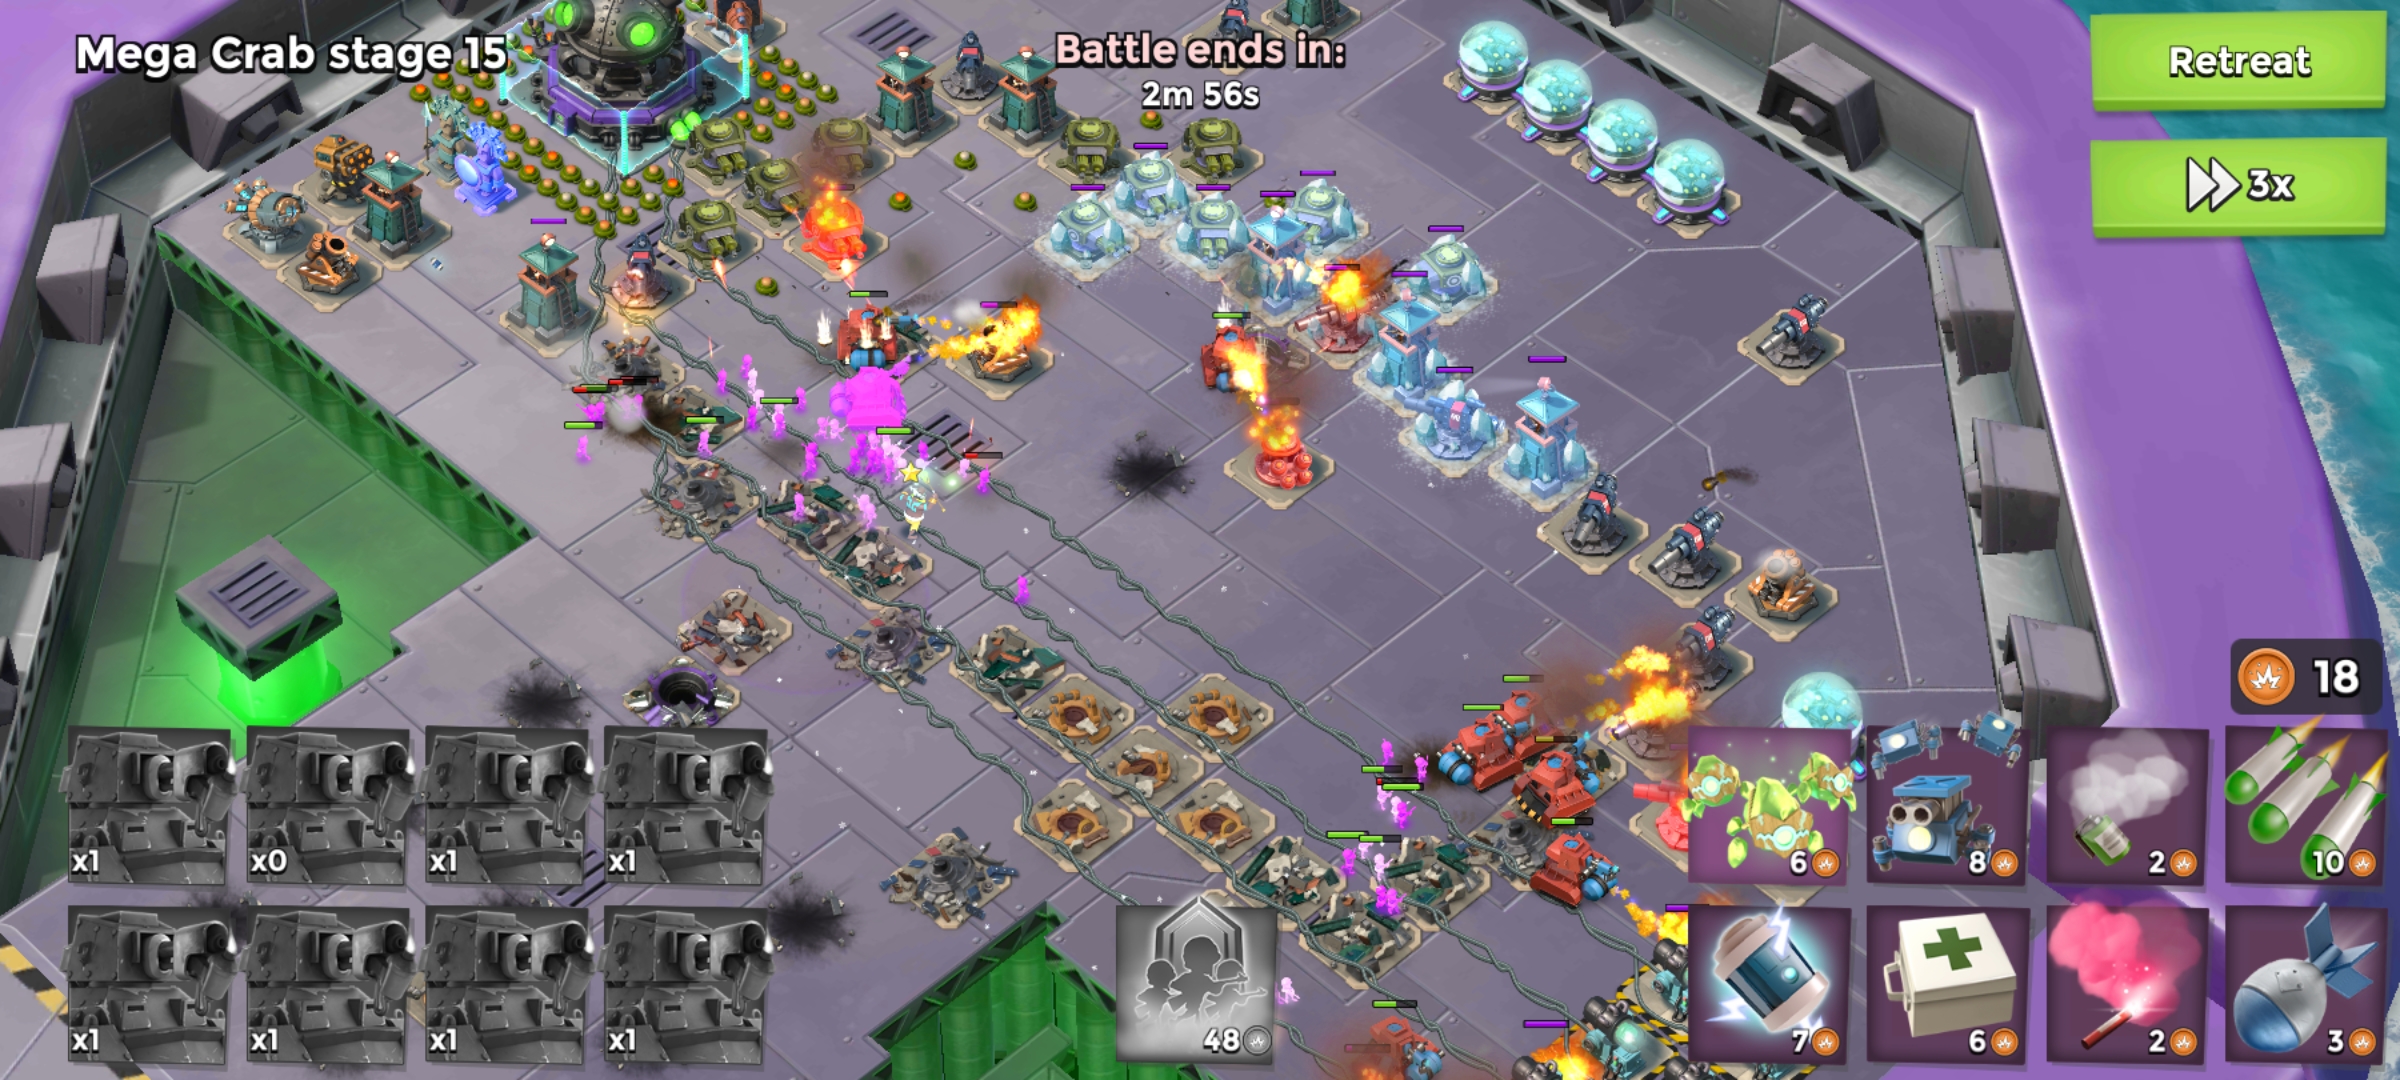 Mega Crab stage 15
Battle ends in:
2m 56s
Retreat
3x
18
x1
x0
x1
x1
6
8
2
10
x1
x1
x1
x1
48
7
6
2
3